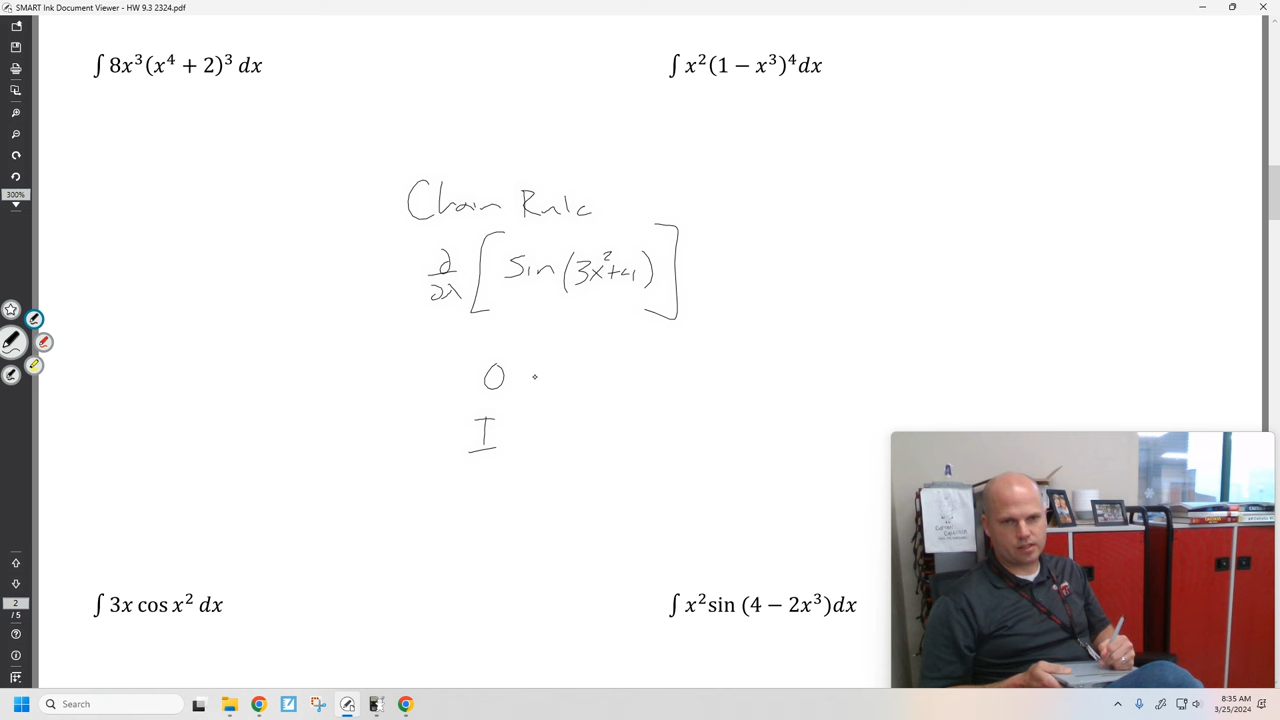 SMART Ink Document Viewer - HW 9.3 2324.pdf
∫ 8x³(x⁴ + 2)³ dx
∫ x²(1 − x³)⁴dx
Chain Rule
300%
d/dx [ sin (3x²+4) ]
O
I
∫ 3x cos x² dx
∫ x²sin (4 − 2x³)dx
2
/ 5
Search
8:35 AM
3/25/2024